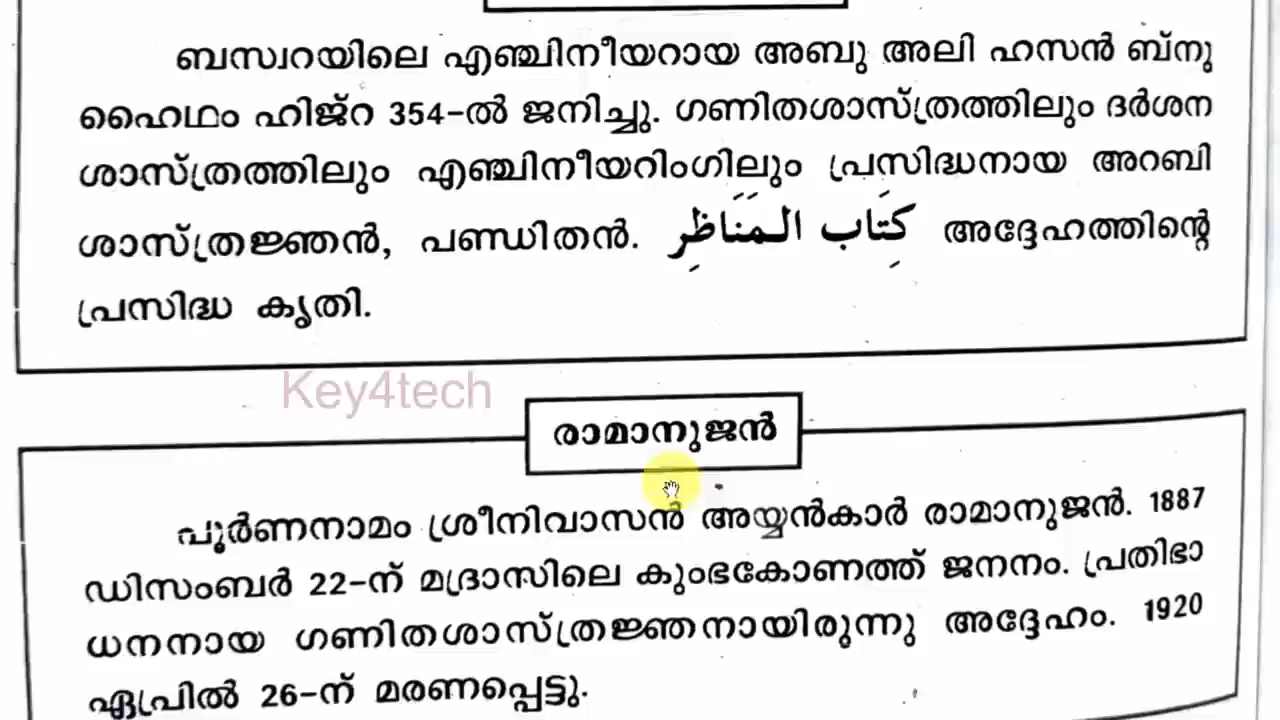 ബസ്വറയിലെ എഞ്ചിനീയറായ അബു അലി ഹസൻ ബ്നു
ഹൈഥം ഹിജ്റ 354-ൽ ജനിച്ചു. ഗണിതശാസ്ത്രത്തിലും ദർശന
ശാസ്ത്രത്തിലും എഞ്ചിനീയറിംഗിലും പ്രസിദ്ധനായ അറബി
ശാസ്ത്രജ്ഞൻ, പണ്ഡിതൻ. كِتَاب الـمَنَاظِر അദ്ദേഹത്തിന്റെ
പ്രസിദ്ധ കൃതി.
Key4tech
രാമാനുജൻ
പൂർണനാമം ശ്രീനിവാസൻ അയ്യൻകാർ രാമാനുജൻ. 1887
ഡിസംബർ 22-ന് മദ്രാസിലെ കുംഭകോണത്ത് ജനനം. പ്രതിഭാ
ധനനായ ഗണിതശാസ്ത്രജ്ഞനായിരുന്നു അദ്ദേഹം. 1920
ഏപ്രിൽ 26-ന് മരണപ്പെട്ടു.